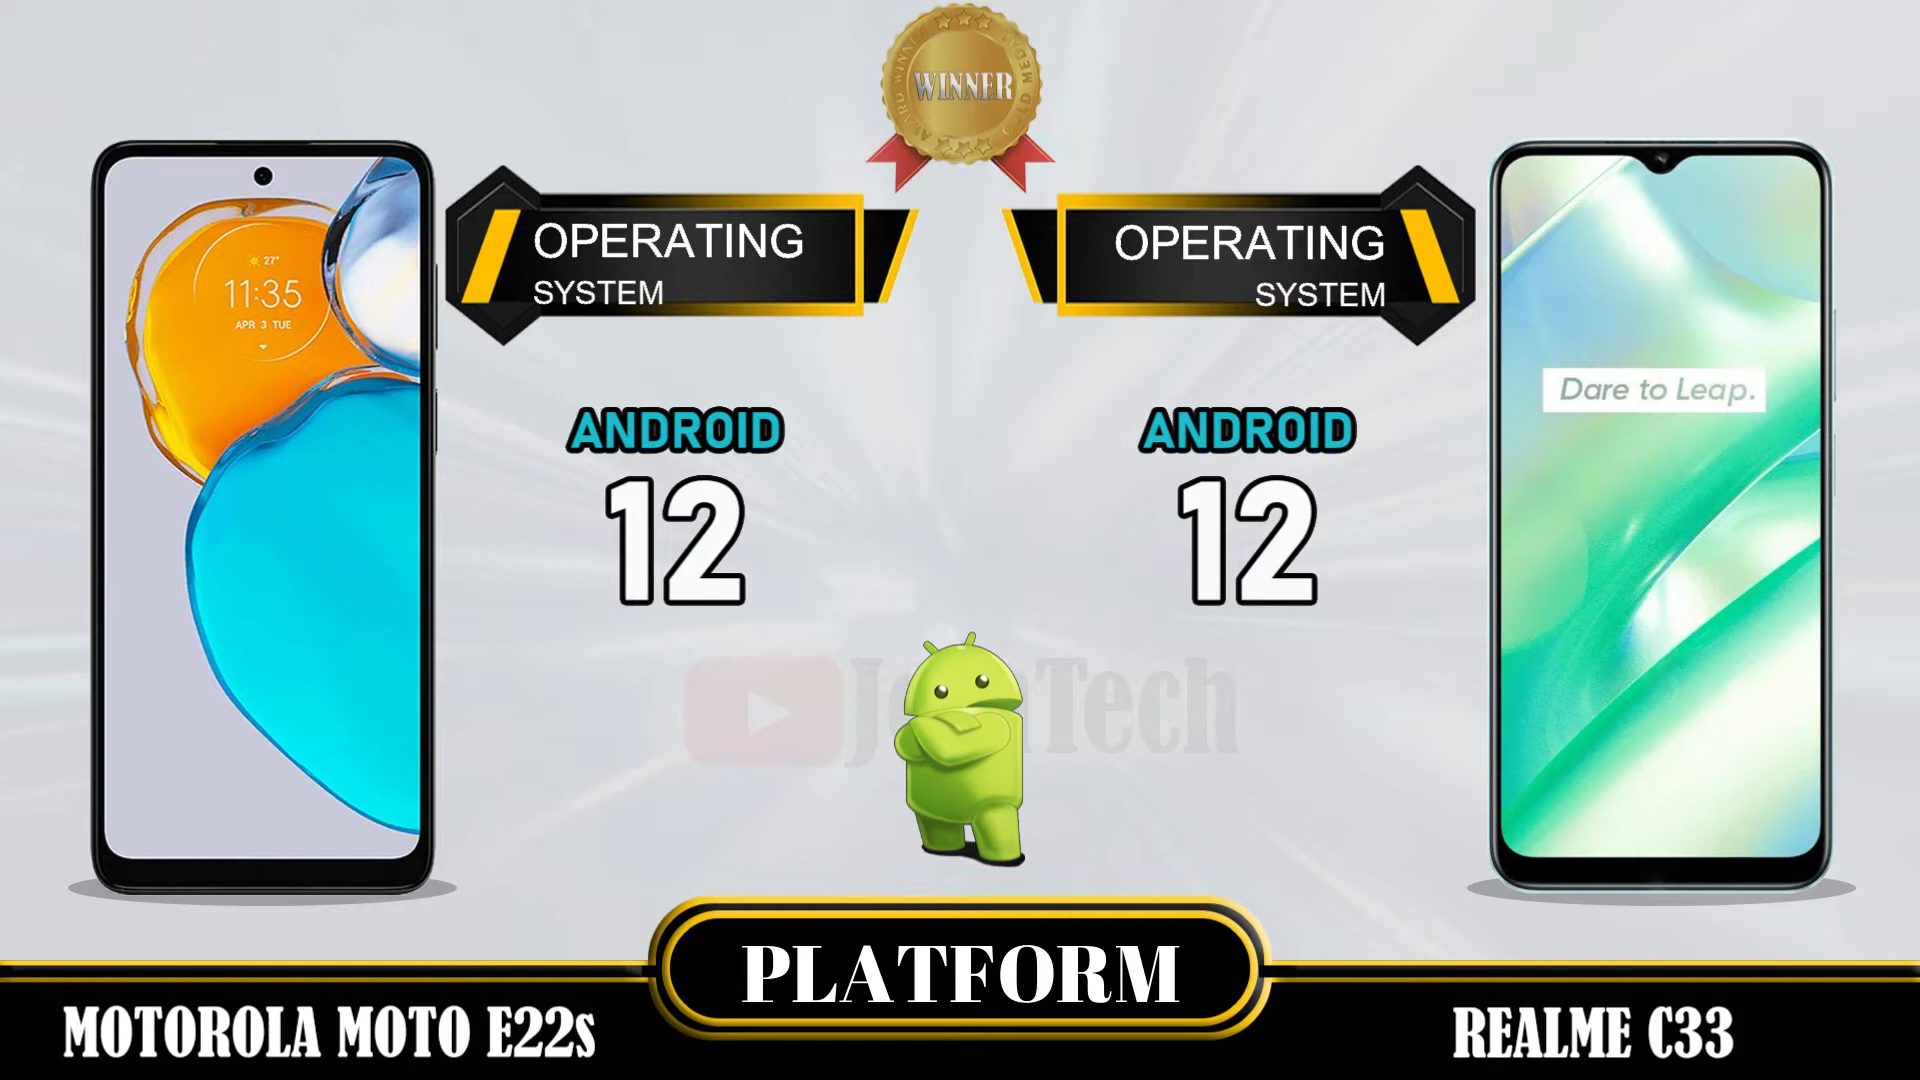 WINNER
OPERATING
SYSTEM
OPERATING
SYSTEM
27°
11:35
APR 3 TUE
Dare to Leap.
ANDROID
12
ANDROID
12
PLATFORM
MOTOROLA MOTO E22s
REALME C33